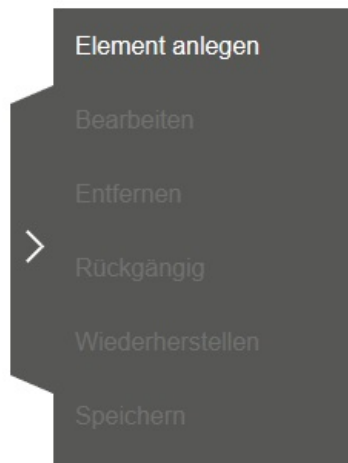 Element anlegen
Bearbeiten
Entfernen
Rückgängig
Wiederherstellen
Speichern